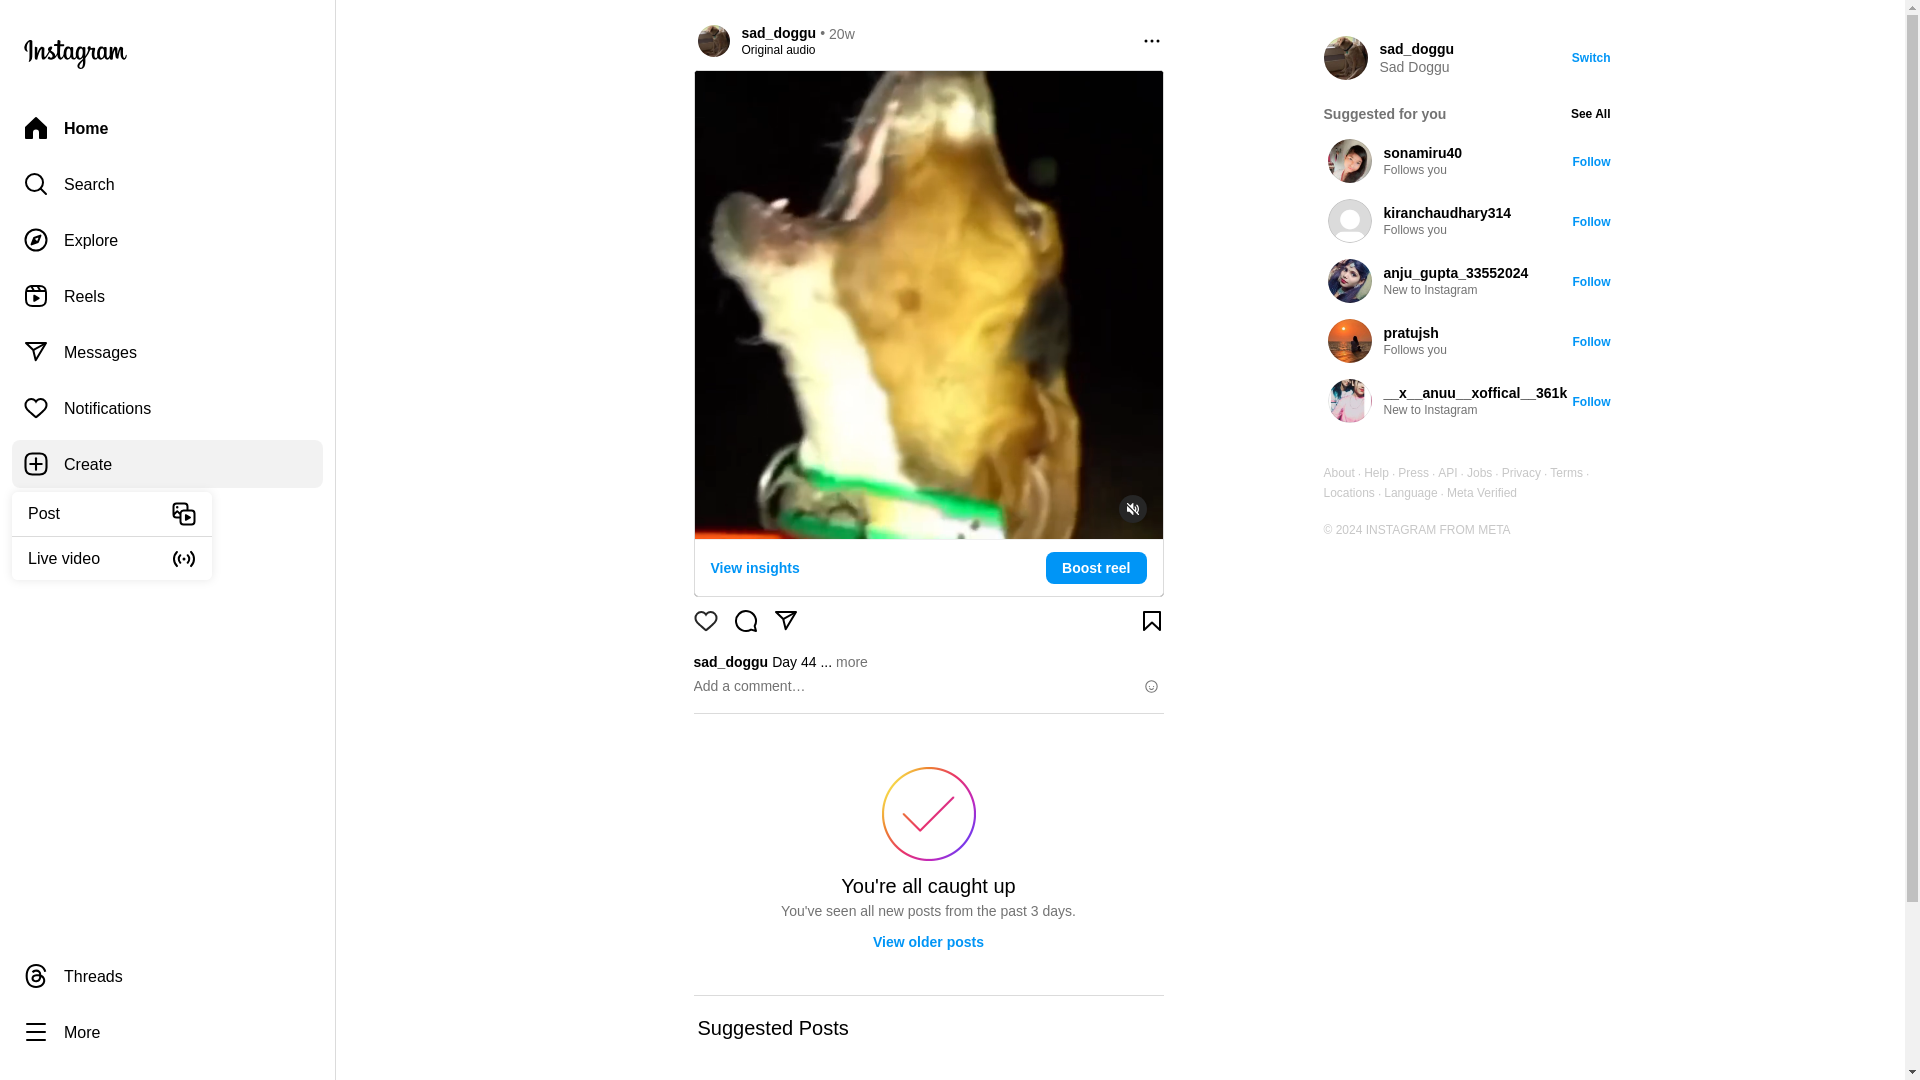 Instagram
Home
Search
Explore
Reels
Messages
Notifications
Create
Post
Live video
Threads
More
sad_doggu • 20w
Original audio
View insights
Boost reel
sad_doggu Day 44 ... more
Add a comment…
You're all caught up
You've seen all new posts from the past 3 days.
View older posts
Suggested Posts
sad_doggu
Sad Doggu
Switch
Suggested for you
See All
sonamiru40
Follows you
Follow
kiranchaudhary314
Follows you
Follow
anju_gupta_33552024
New to Instagram
Follow
pratujsh
Follows you
Follow
__x__anuu__xoffical__361k
New to Instagram
Follow
About · Help · Press · API · Jobs · Privacy · Terms ·
Locations · Language · Meta Verified
© 2024 INSTAGRAM FROM META